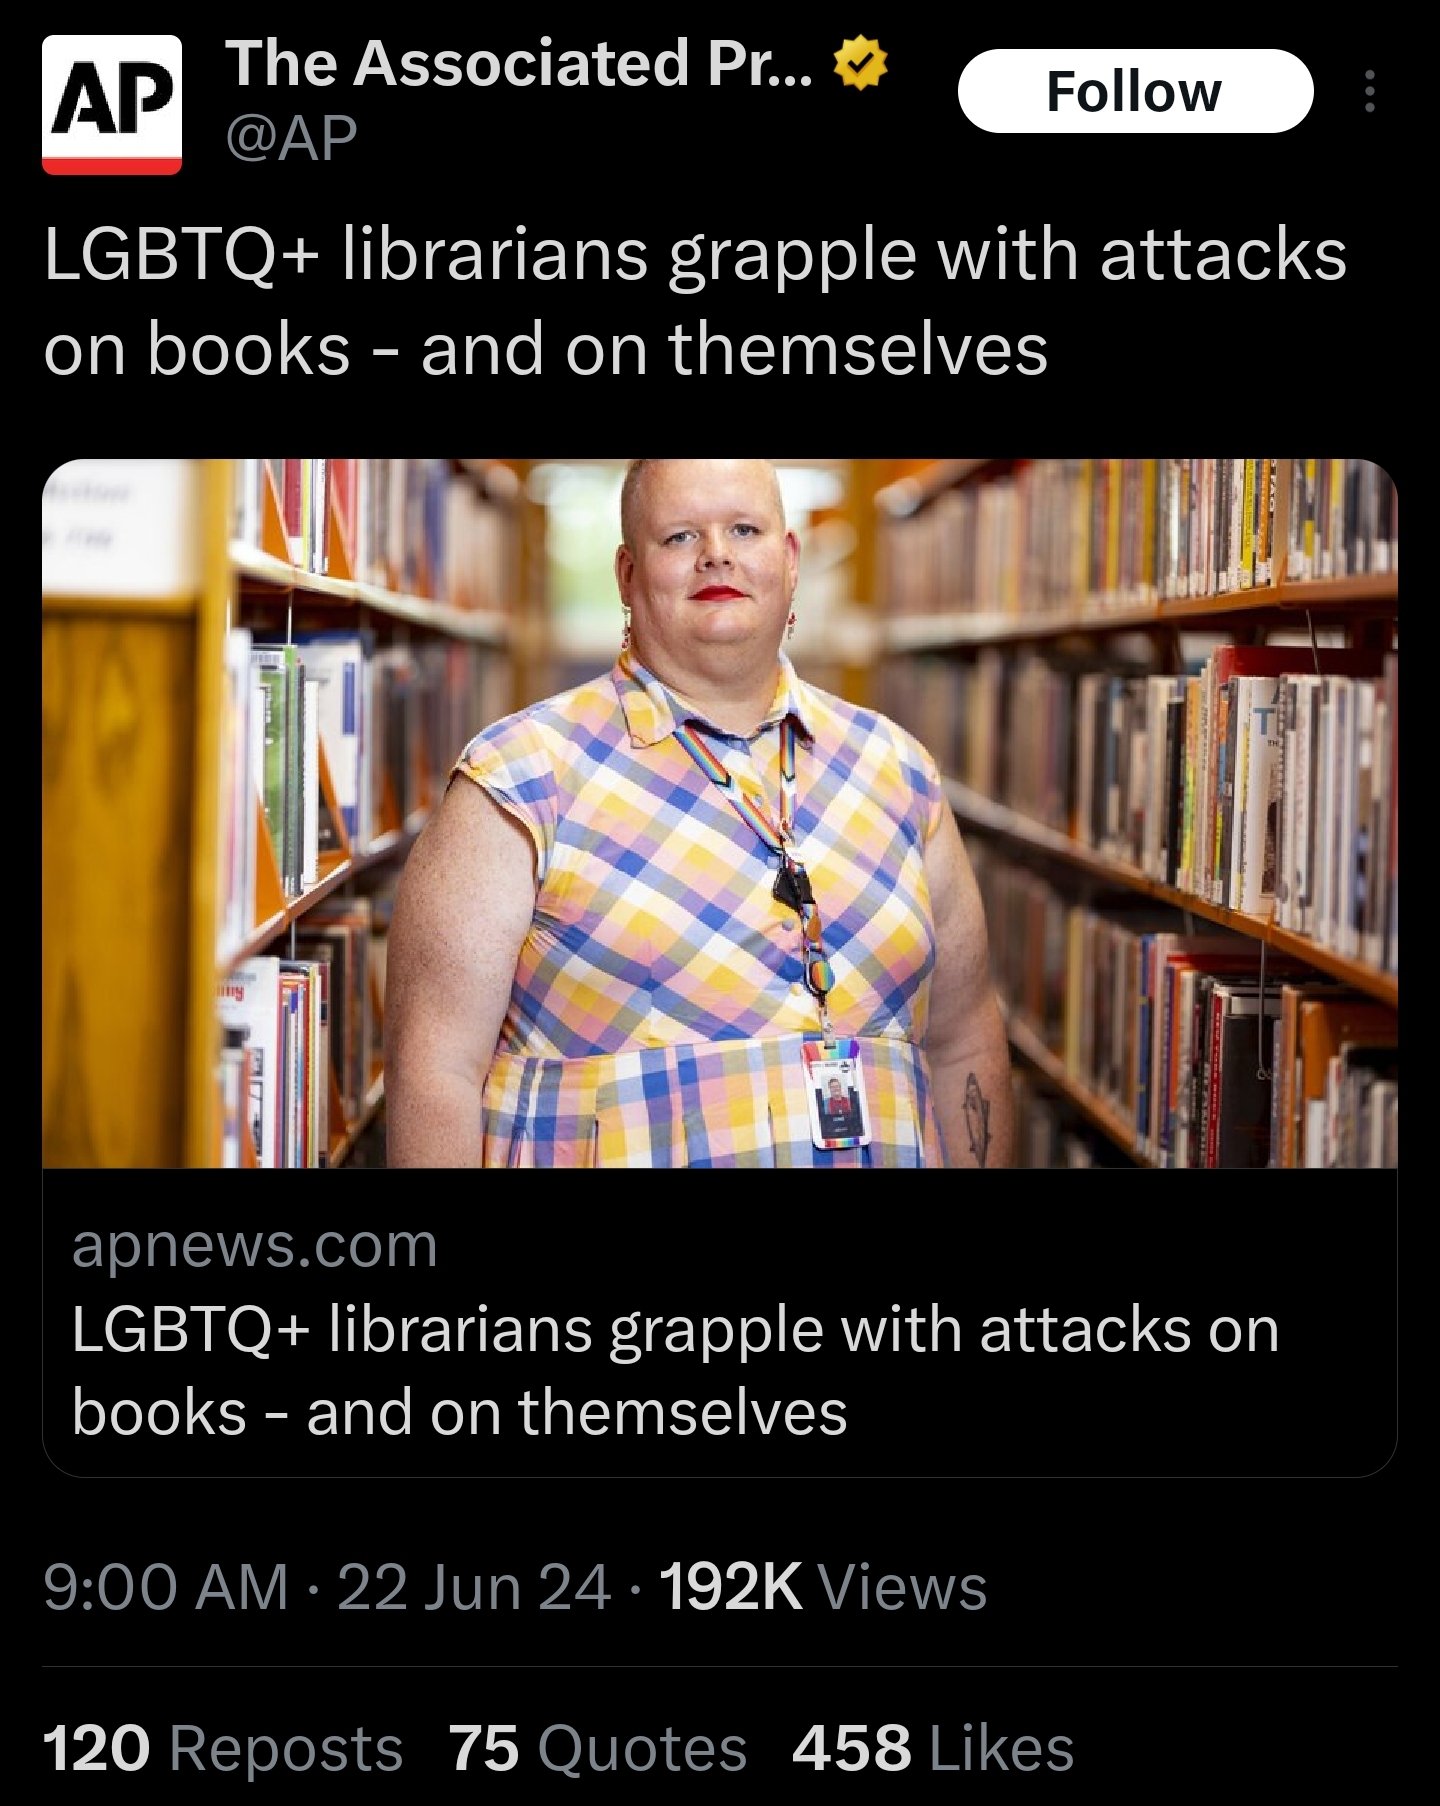 AP
The Associated Pr...
Follow
@AP
LGBTQ+ librarians grapple with attacks
on books - and on themselves
apnews.com
LGBTQ+ librarians grapple with attacks on
books - and on themselves
9:00 AM · 22 Jun 24 · 192K Views
120 Reposts 75 Quotes 458 Likes